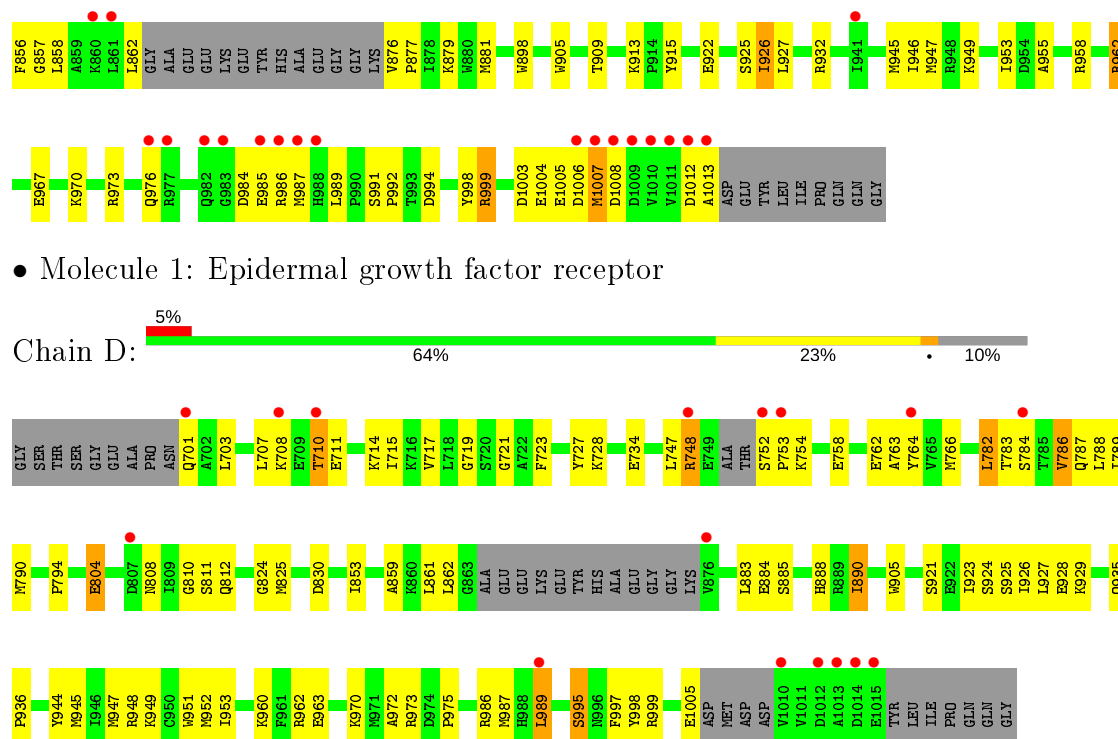 F856 G857 L858 A859 K860 L861 L862 GLY ALA GLU GLU LYS GLU TYR HIS ALA GLU GLY GLY LYS V876 P877 I878 K879 W880 M881 W898 W905 T909 K913 P914 Y915 E922 S925 I926 L927 R932 I941 M945 I946 M947 R948 K949 I953 D954 A955 R958 R962
E967 K970 R973 Q976 R977 Q982 G983 D984 E985 R986 M987 H988 L989 P990 S991 P992 T993 D994 Y998 R999 D1003 E1004 E1005 D1006 M1007 D1008 D1009 V1010 V1011 D1012 A1013 ASP GLU TYR LEU ILE PRO GLN GLN GLY
• Molecule 1: Epidermal growth factor receptor
5%
Chain D:
64% 23% • 10%
GLY SER THR SER GLY GLU ALA PRO ASN Q701 A702 L703 L707 K708 E709 T710 E711 K714 I715 K716 V717 L718 G719 S720 G721 A722 F723 Y727 K728 E734 L747 R748 E749 ALA THR S752 P753 K754 E758 E762 A763 Y764 V765 M766 L782 T783 S784 T785 V786 Q787 L788 I789
M790 P794 E804 D807 N808 I809 G810 S811 Q812 G824 M825 D830 I853 A859 K860 L861 L862 G863 ALA GLU GLU LYS GLU TYR HIS ALA GLU GLY GLY LYS V876 L883 E884 S885 H888 R889 I890 W905 S921 E922 I923 S924 S925 I926 L927 E928 K929 Q935
P936 Y944 M945 I946 M947 R948 K949 C950 W951 M952 I953 K960 F961 R962 E963 K970 M971 A972 R973 D974 P975 R986 M987 H988 L989 S995 N996 F997 Y998 R999 E1005 ASP MET ASP ASP V1010 V1011 D1012 A1013 D1014 E1015 TYR LEU ILE PRO GLN GLN GLY